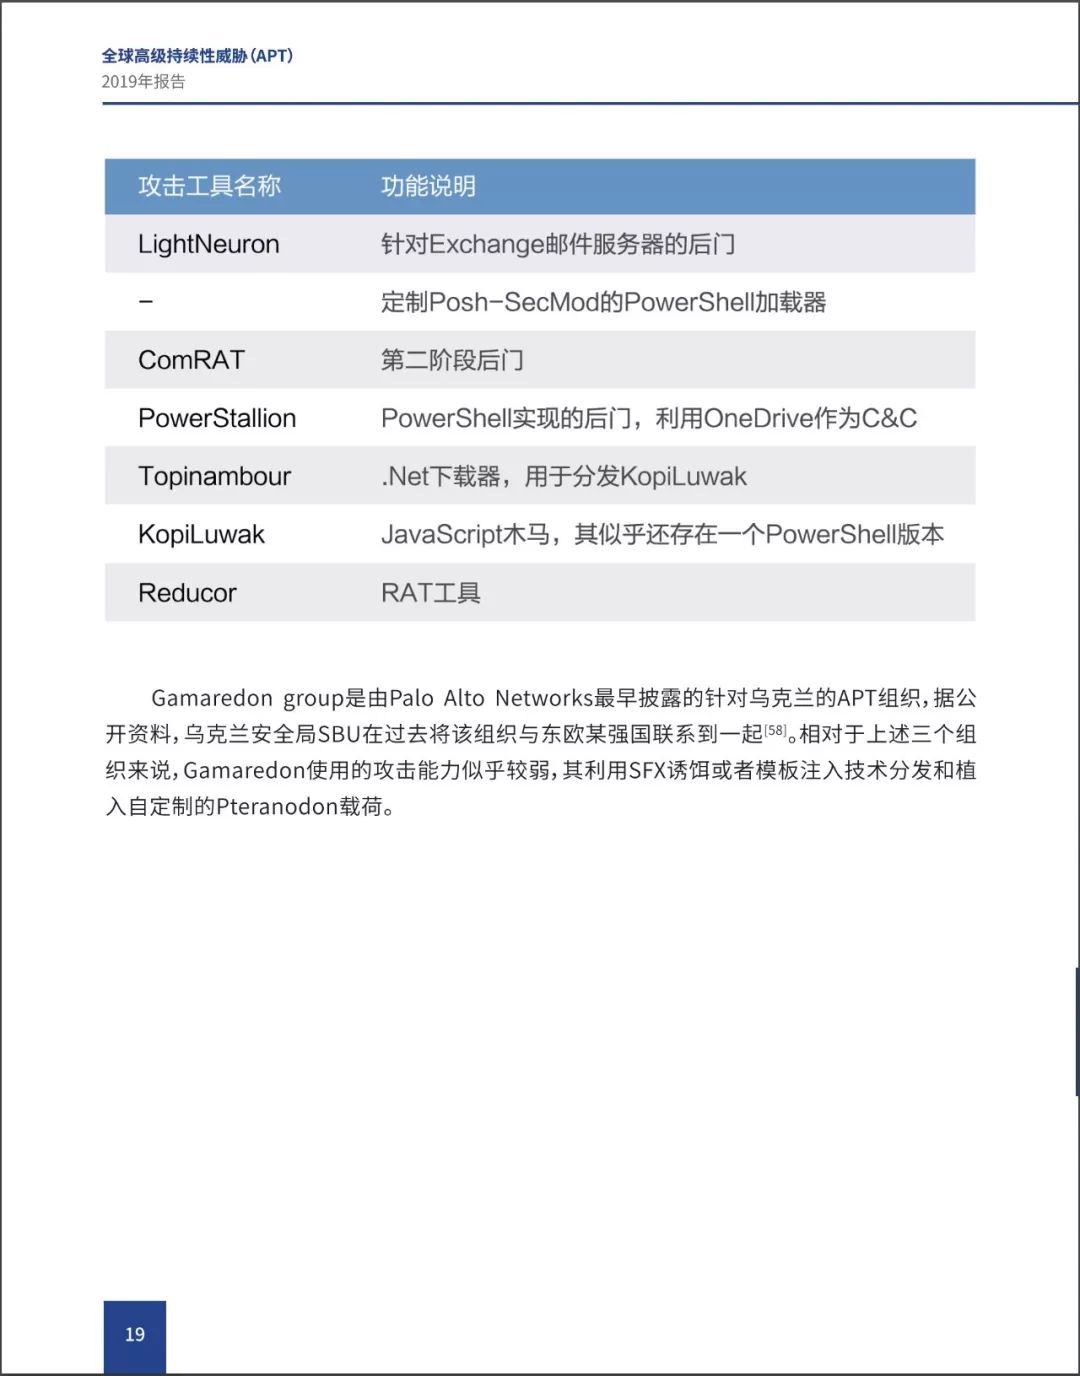 全球高级持续性威胁(APT)
2019年报告
攻击工具名称 功能说明
LightNeuron 针对Exchange邮件服务器的后门
– 定制Posh-SecMod的PowerShell加载器
ComRAT 第二阶段后门
PowerStallion PowerShell实现的后门，利用OneDrive作为C&C
Topinambour .Net下载器，用于分发KopiLuwak
KopiLuwak JavaScript木马，其似乎还存在一个PowerShell版本
Reducor RAT工具
Gamaredon group是由Palo Alto Networks最早披露的针对乌克兰的APT组织，据公
开资料，乌克兰安全局SBU在过去将该组织与东欧某强国联系到一起[58]。相对于上述三个组
织来说，Gamaredon使用的攻击能力似乎较弱，其利用SFX诱饵或者模板注入技术分发和植
入自定制的Pteranodon载荷。
19